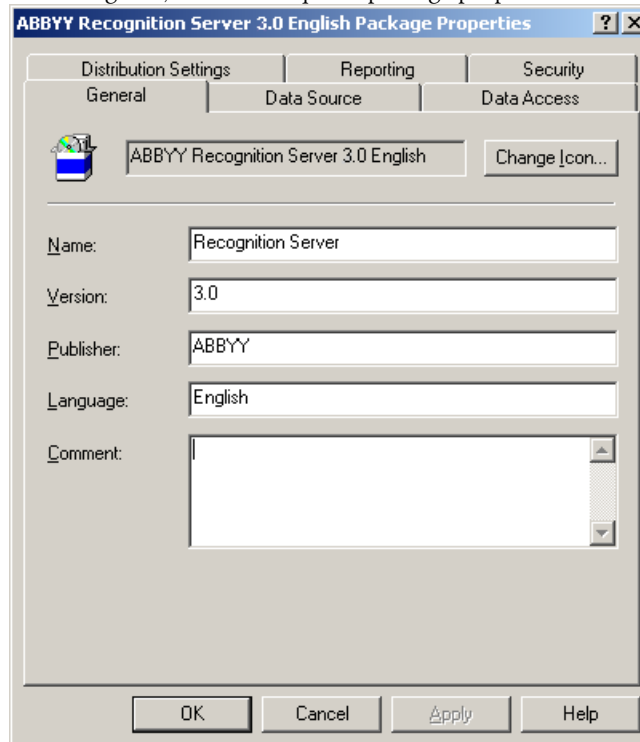 ABBYY Recognition Server 3.0 English Package Properties
Distribution Settings Reporting Security
General Data Source Data Access
ABBYY Recognition Server 3.0 English Change Icon...
Name: Recognition Server
Version: 3.0
Publisher: ABBYY
Language: English
Comment:
OK Cancel Apply Help